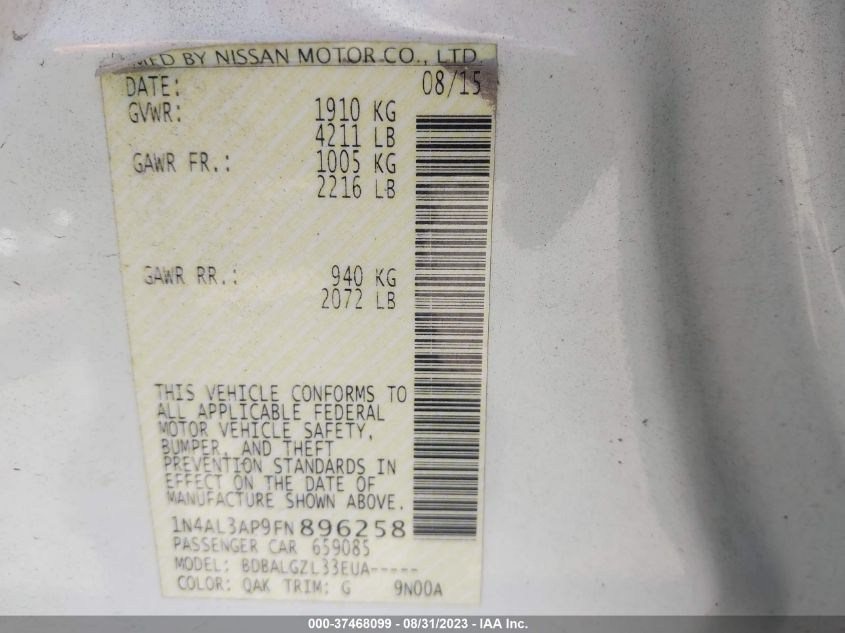 MFD BY NISSAN MOTOR CO., LTD.
DATE: 08/15
GVWR: 1910 KG
4211 LB
GAWR FR.: 1005 KG
2216 LB
GAWR RR.: 940 KG
2072 LB
THIS VEHICLE CONFORMS TO
ALL APPLICABLE FEDERAL
MOTOR VEHICLE SAFETY,
BUMPER, AND THEFT
PREVENTION STANDARDS IN
EFFECT ON THE DATE OF
MANUFACTURE SHOWN ABOVE.
1N4AL3AP9FN896258
PASSENGER CAR 659085
MODEL: BDBALGZL33EUA-----
COLOR: QAK TRIM: G 9N00A
000-37468099 - 08/31/2023 - IAA Inc.